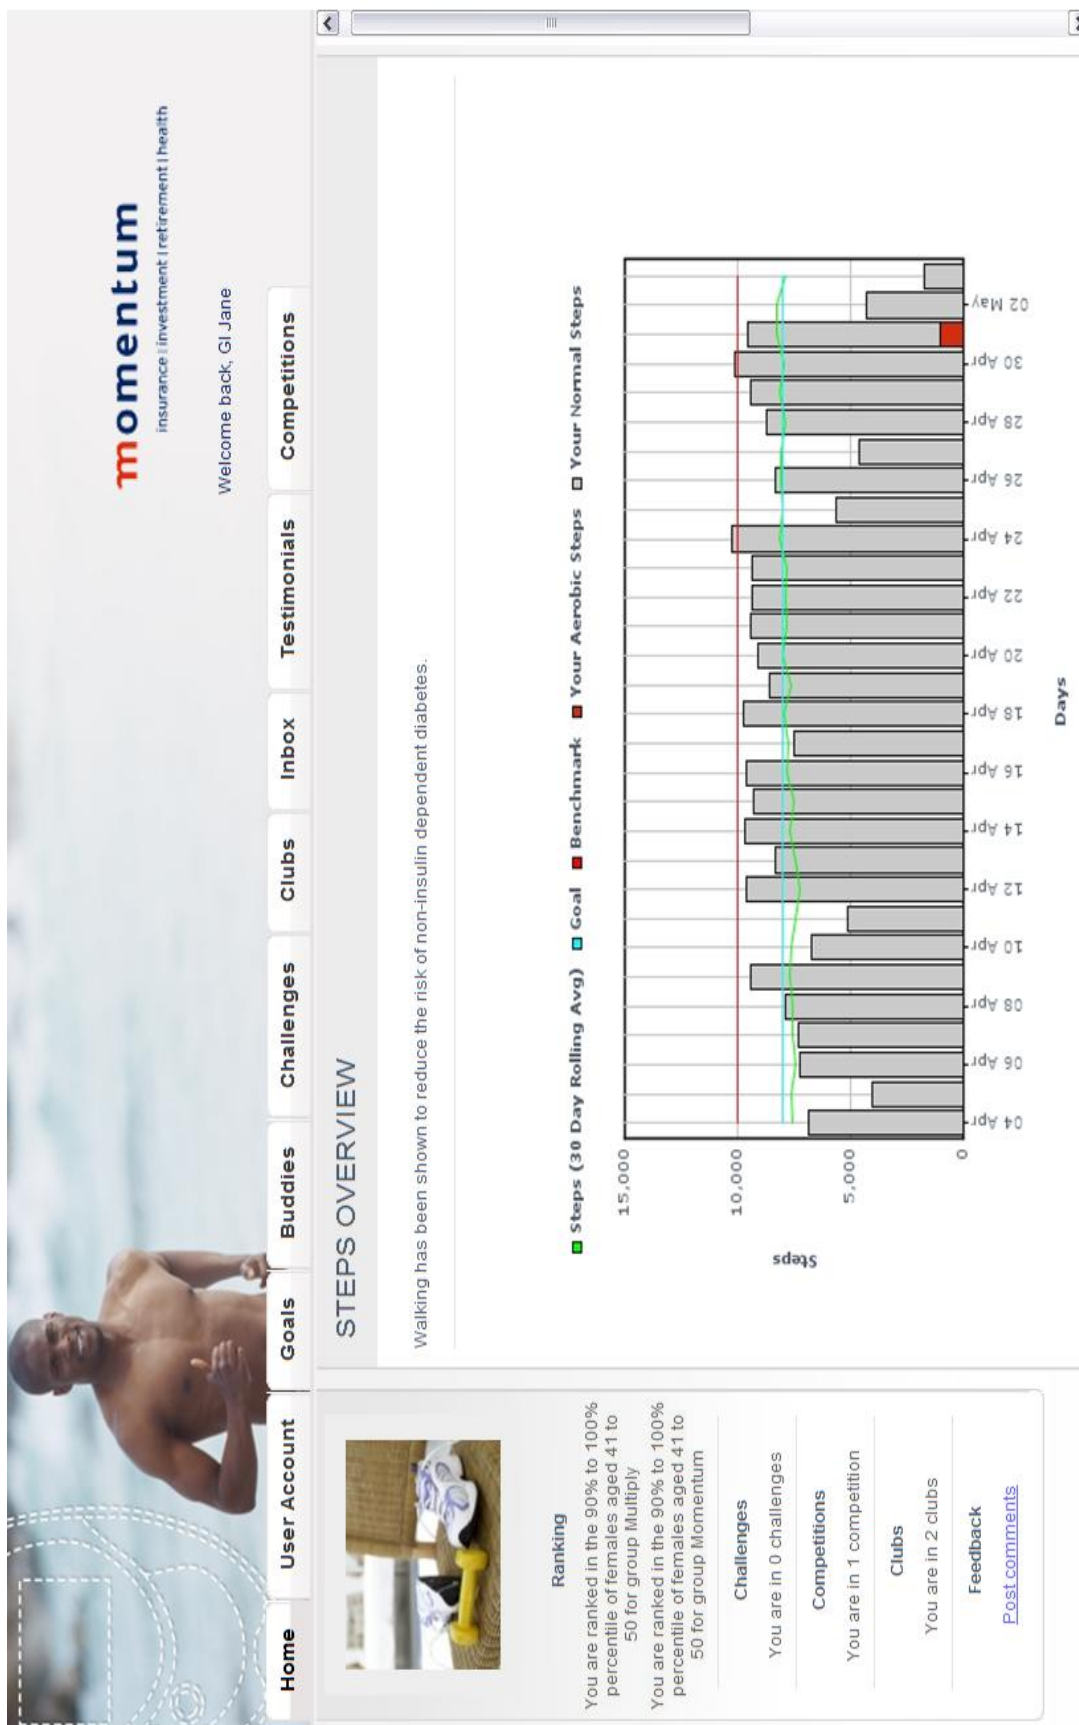 momentum
insurance | investment | retirement | health
Welcome back, GI Jane
Home
User Account
Goals
Buddies
Challenges
Clubs
Inbox
Testimonials
Competitions
Ranking
You are ranked in the 90% to 100%
percentile of females aged 41 to
50 for group Multiply
You are ranked in the 90% to 100%
percentile of females aged 41 to
50 for group Momentum
Challenges
You are in 0 challenges
Competitions
You are in 1 competition
Clubs
You are in 2 clubs
Feedback
Post comments
STEPS OVERVIEW
Walking has been shown to reduce the risk of non-insulin dependent diabetes.
Steps (30 Day Rolling Avg) Goal Benchmark Your Aerobic Steps Your Normal Steps
15,000
10,000
5,000
0
Steps
04 Apr
06 Apr
08 Apr
10 Apr
12 Apr
14 Apr
16 Apr
18 Apr
20 Apr
22 Apr
24 Apr
26 Apr
28 Apr
30 Apr
02 May
Days